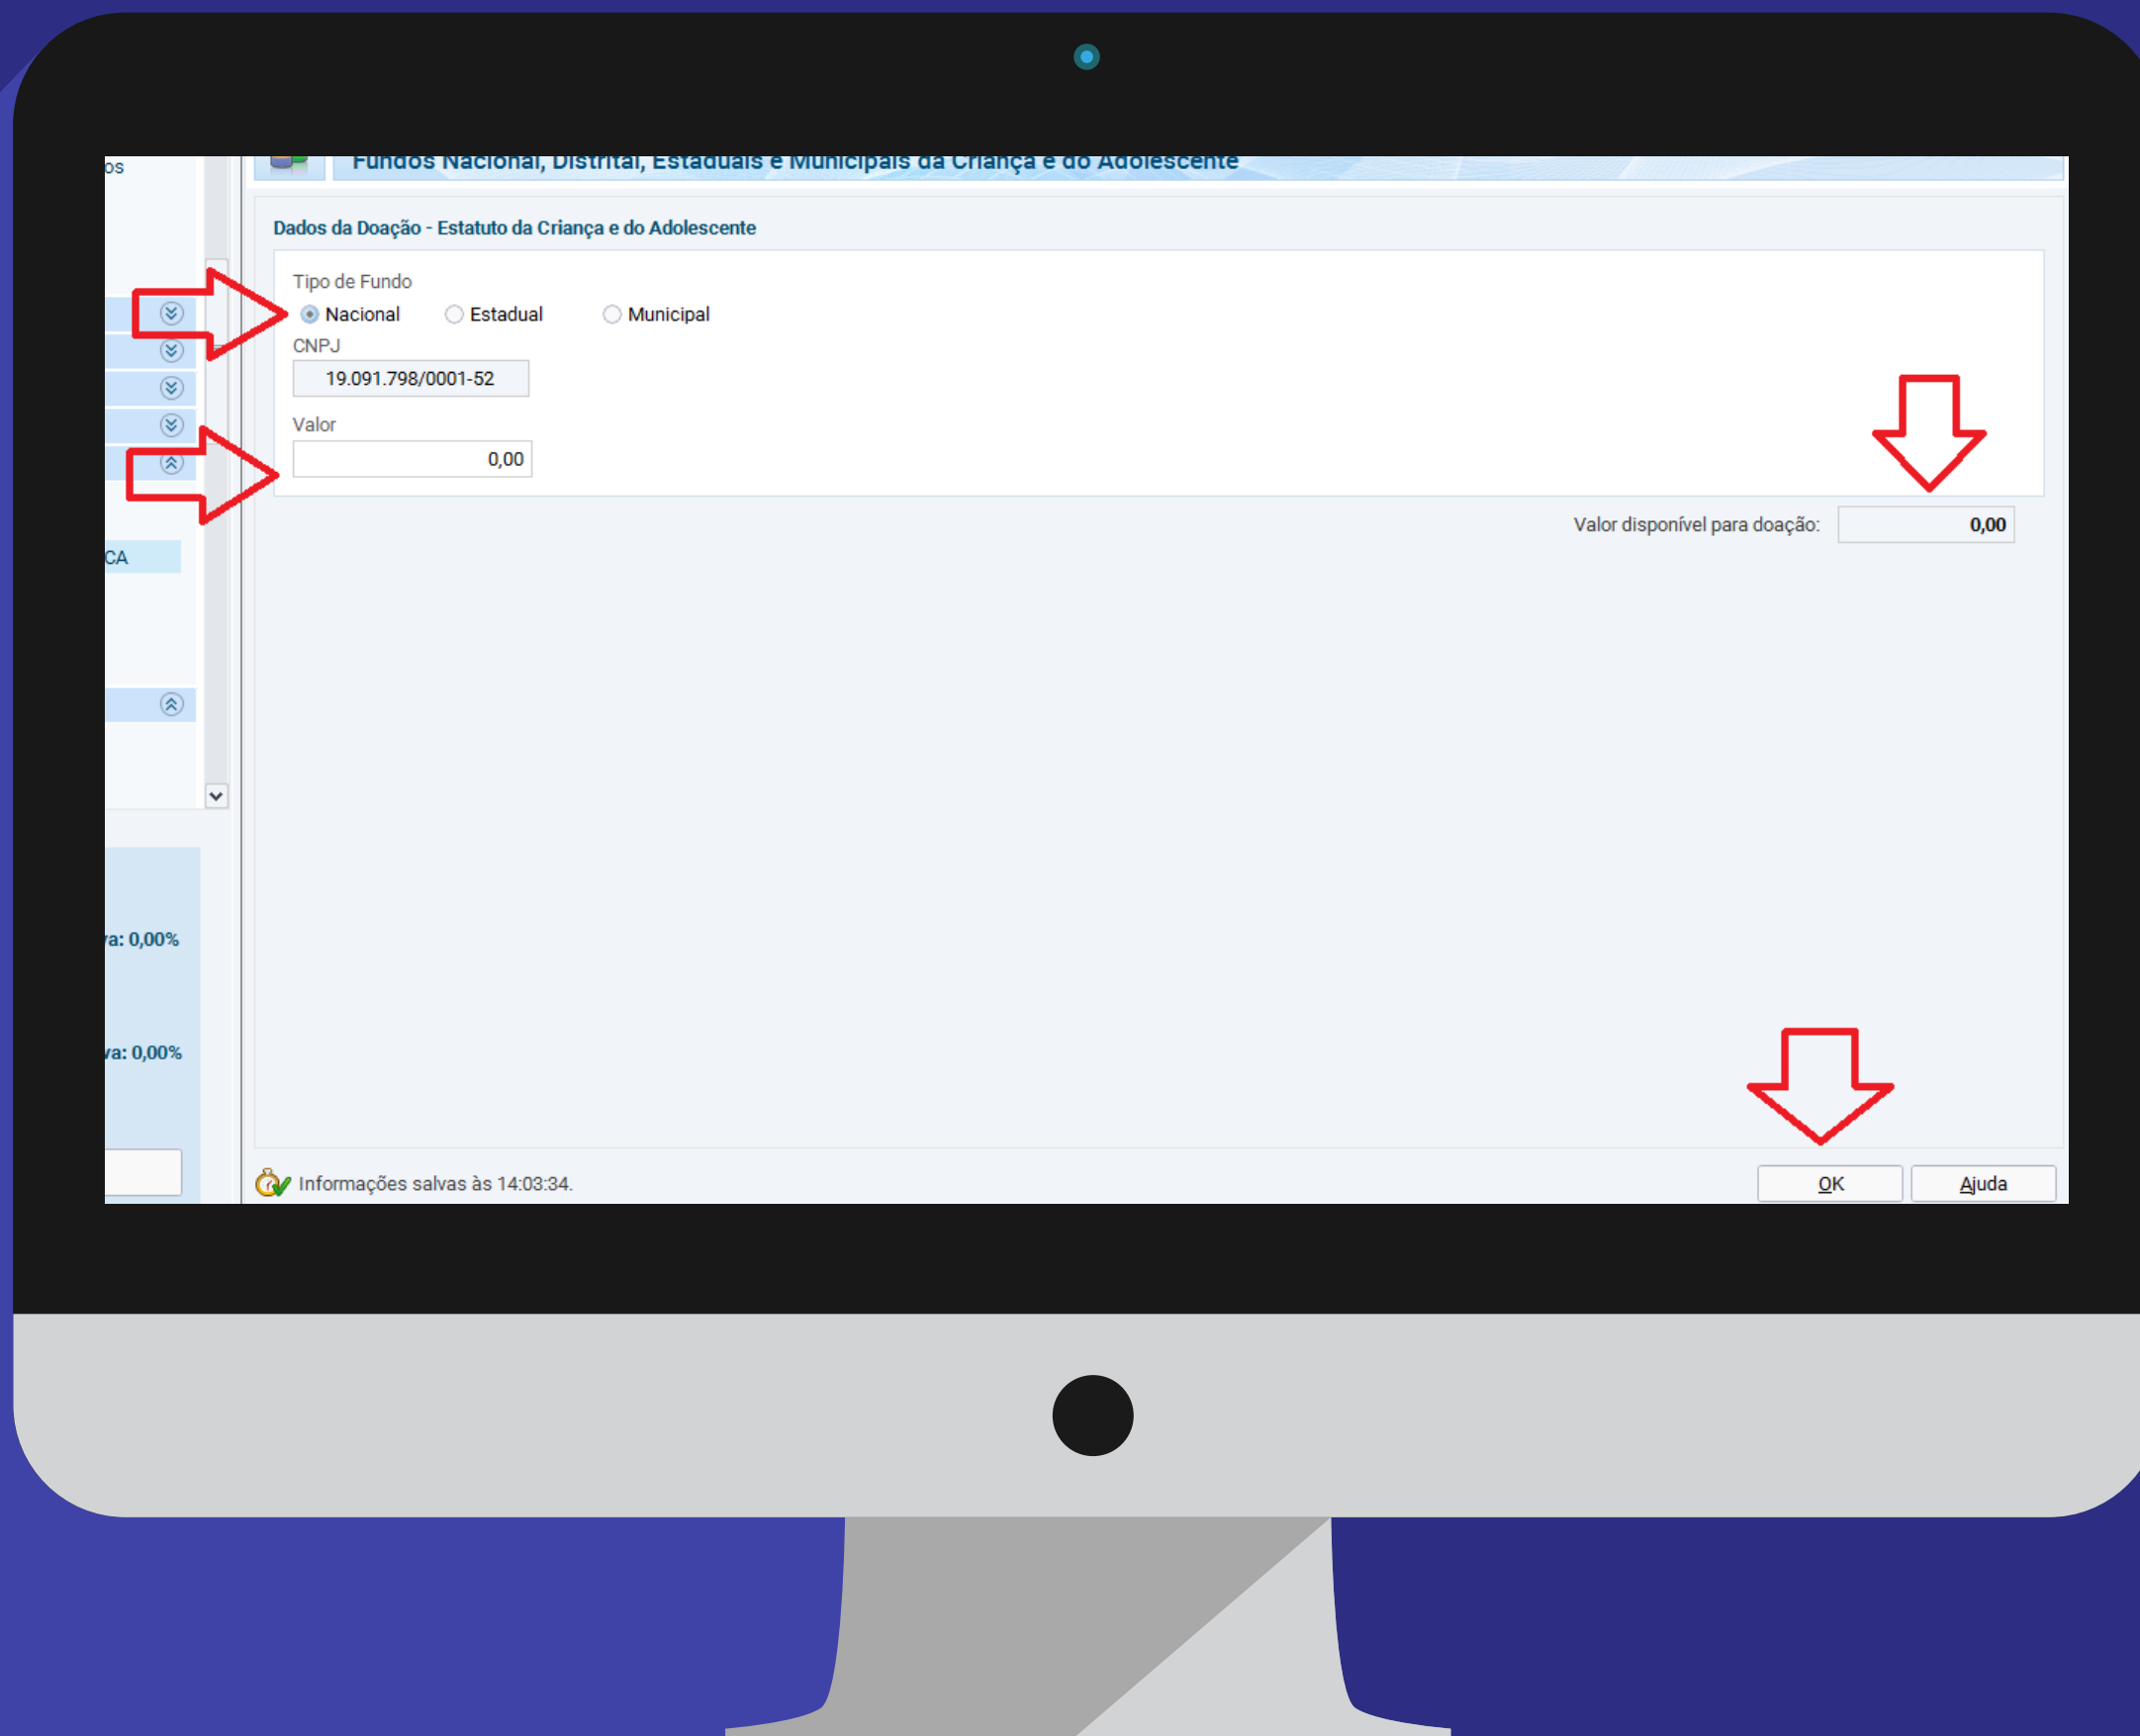 os
Fundos Nacional, Distrital, Estaduais e Municipais da Criança e do Adolescente
Dados da Doação - Estatuto da Criança e do Adolescente
Tipo de Fundo
Nacional Estadual Municipal
CNPJ
19.091.798/0001-52
Valor
0,00
Valor disponível para doação: 0,00
CA
va: 0,00%
va: 0,00%
Informações salvas às 14:03:34.
OK Ajuda